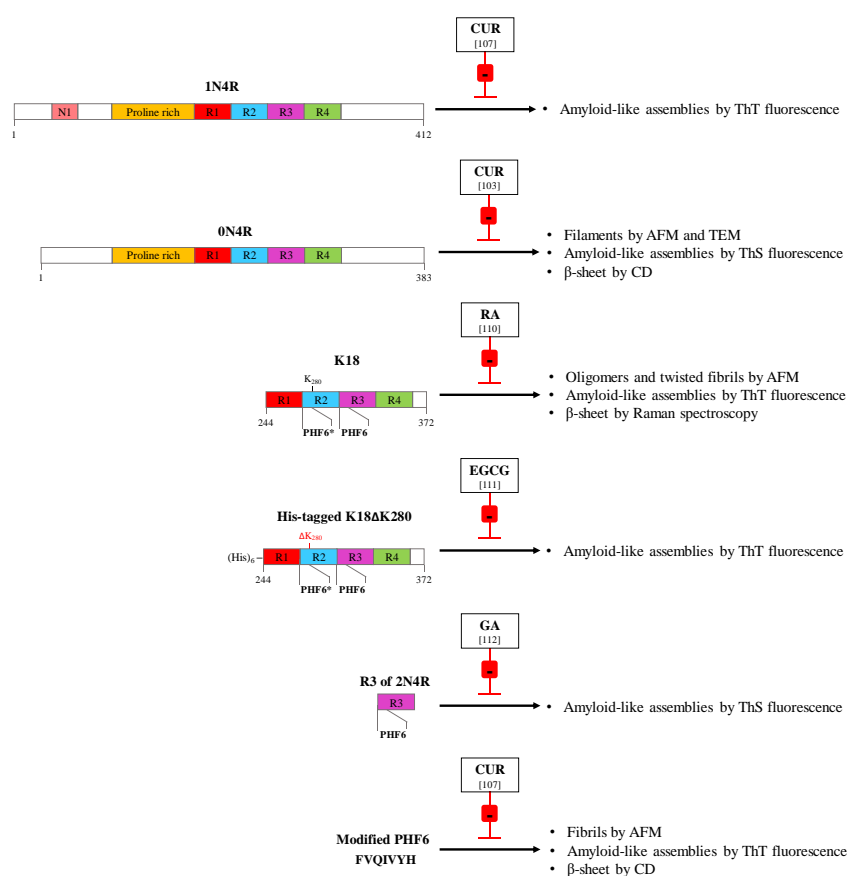 CUR
[107]
-
1N4R
N1 Proline rich R1 R2 R3 R4
1 412
• Amyloid-like assemblies by ThT fluorescence
CUR
[103]
-
0N4R
Proline rich R1 R2 R3 R4
1 383
• Filaments by AFM and TEM
• Amyloid-like assemblies by ThS fluorescence
• β-sheet by CD
RA
[110]
-
K18
K280
R1 R2 R3 R4
244 372
PHF6* PHF6
• Oligomers and twisted fibrils by AFM
• Amyloid-like assemblies by ThT fluorescence
• β-sheet by Raman spectroscopy
EGCG
[111]
-
His-tagged K18ΔK280
ΔK280
(His)6 R1 R2 R3 R4
244 372
PHF6* PHF6
• Amyloid-like assemblies by ThT fluorescence
GA
[112]
-
R3 of 2N4R
R3
PHF6
• Amyloid-like assemblies by ThS fluorescence
CUR
[107]
-
Modified PHF6
FVQIVYH
• Fibrils by AFM
• Amyloid-like assemblies by ThT fluorescence
• β-sheet by CD